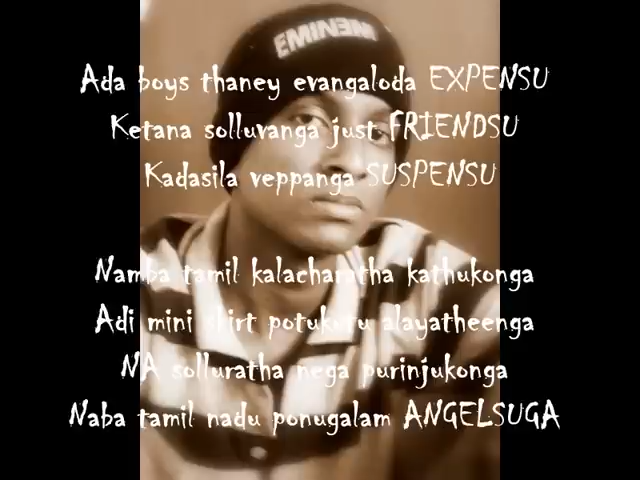 EMINEM
Ada boys thaney evangaloda EXPENSU
Ketana solluvanga just FRIENDSU
Kadasila veppanga SUSPENSU
Namba tamil kalacharatha kathukonga
Adi mini skirt potukutu alayatheenga
NA solluratha nega purinjukonga
Naba tamil nadu ponugalam ANGELSUGA